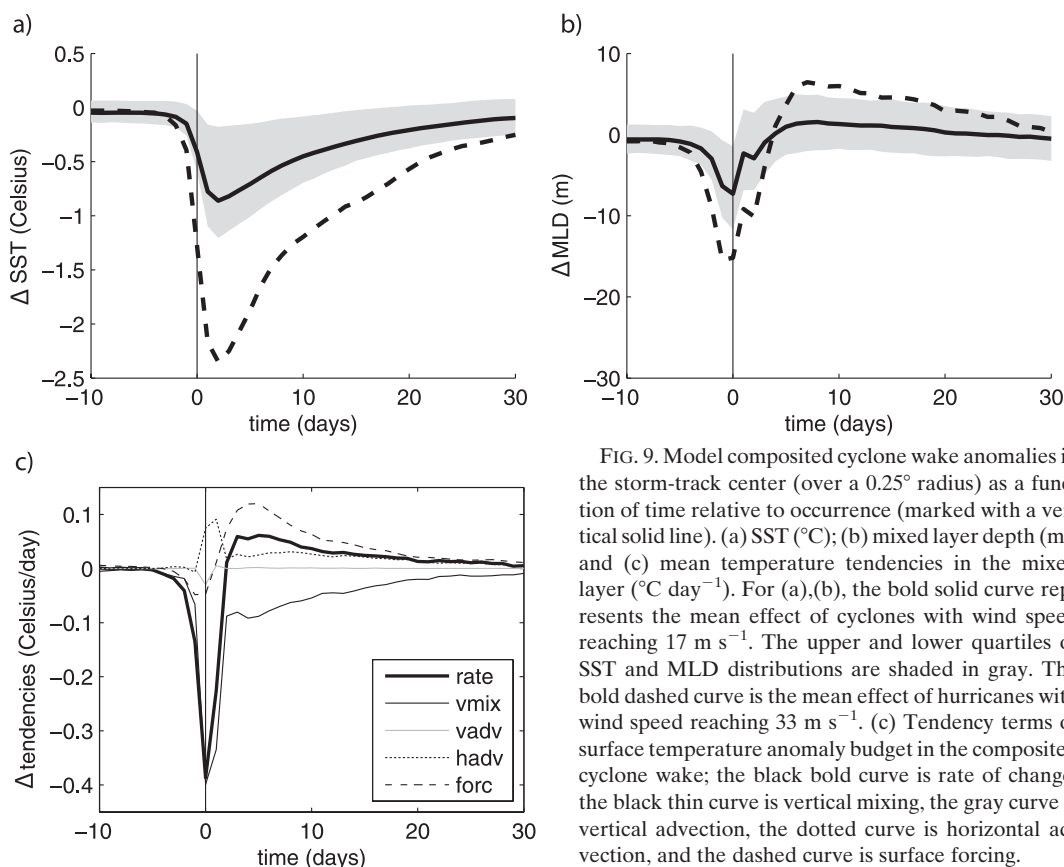 a)
0.5
0
−0.5
−1
−1.5
−2
−2.5
Δ SST (Celsius)
−10 0 10 20 30
time (days)
b)
20
10
0
−10
−20
−30
Δ MLD (m)
−10 0 10 20 30
time (days)
c)
0.1
0
−0.1
−0.2
−0.3
−0.4
Δtendencies (Celsius/day)
rate
vmix
vadv
hadv
forc
−10 0 10 20 30
time (days)
FIG. 9. Model composited cyclone wake anomalies i
the storm-track center (over a 0.25° radius) as a func
tion of time relative to occurrence (marked with a ver
tical solid line). (a) SST (°C); (b) mixed layer depth (m
and (c) mean temperature tendencies in the mixe
layer (°C day⁻¹). For (a),(b), the bold solid curve rep
resents the mean effect of cyclones with wind spee
reaching 17 m s⁻¹. The upper and lower quartiles o
SST and MLD distributions are shaded in gray. Th
bold dashed curve is the mean effect of hurricanes wit
wind speed reaching 33 m s⁻¹. (c) Tendency terms o
surface temperature anomaly budget in the composite
cyclone wake; the black bold curve is rate of change
the black thin curve is vertical mixing, the gray curve
vertical advection, the dotted curve is horizontal ad
vection, and the dashed curve is surface forcing.